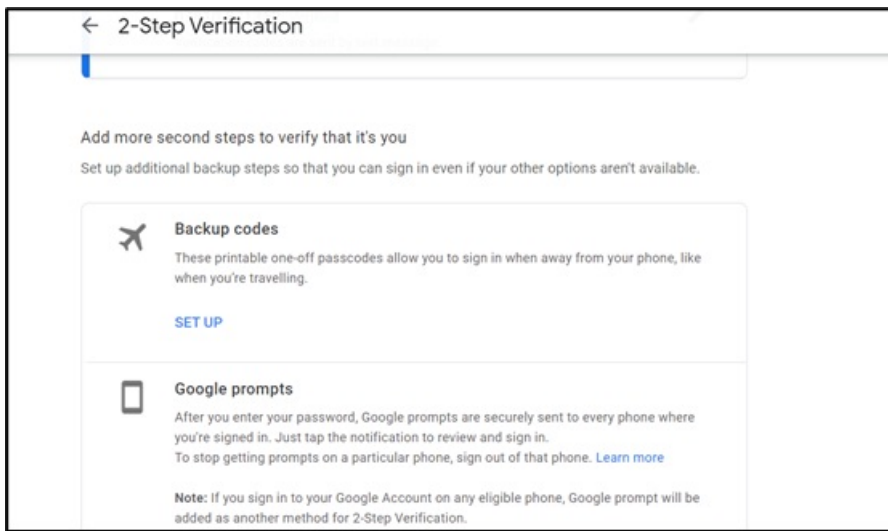 2-Step Verification
Add more second steps to verify that it's you
Set up additional backup steps so that you can sign in even if your other options aren't available.
Backup codes
These printable one-off passcodes allow you to sign in when away from your phone, like
when you're travelling.
SET UP
Google prompts
After you enter your password, Google prompts are securely sent to every phone where
you're signed in. Just tap the notification to review and sign in.
To stop getting prompts on a particular phone, sign out of that phone. Learn more
Note: If you sign in to your Google Account on any eligible phone, Google prompt will be
added as another method for 2-Step Verification.